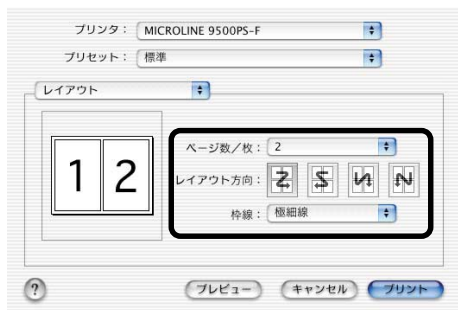 プリンタ： MICROLINE 9500PS-F
プリセット： 標準
レイアウト
1 2
ページ数／枚： 2
レイアウト方向：
枠線： 極細線
? プレビュー キャンセル プリント